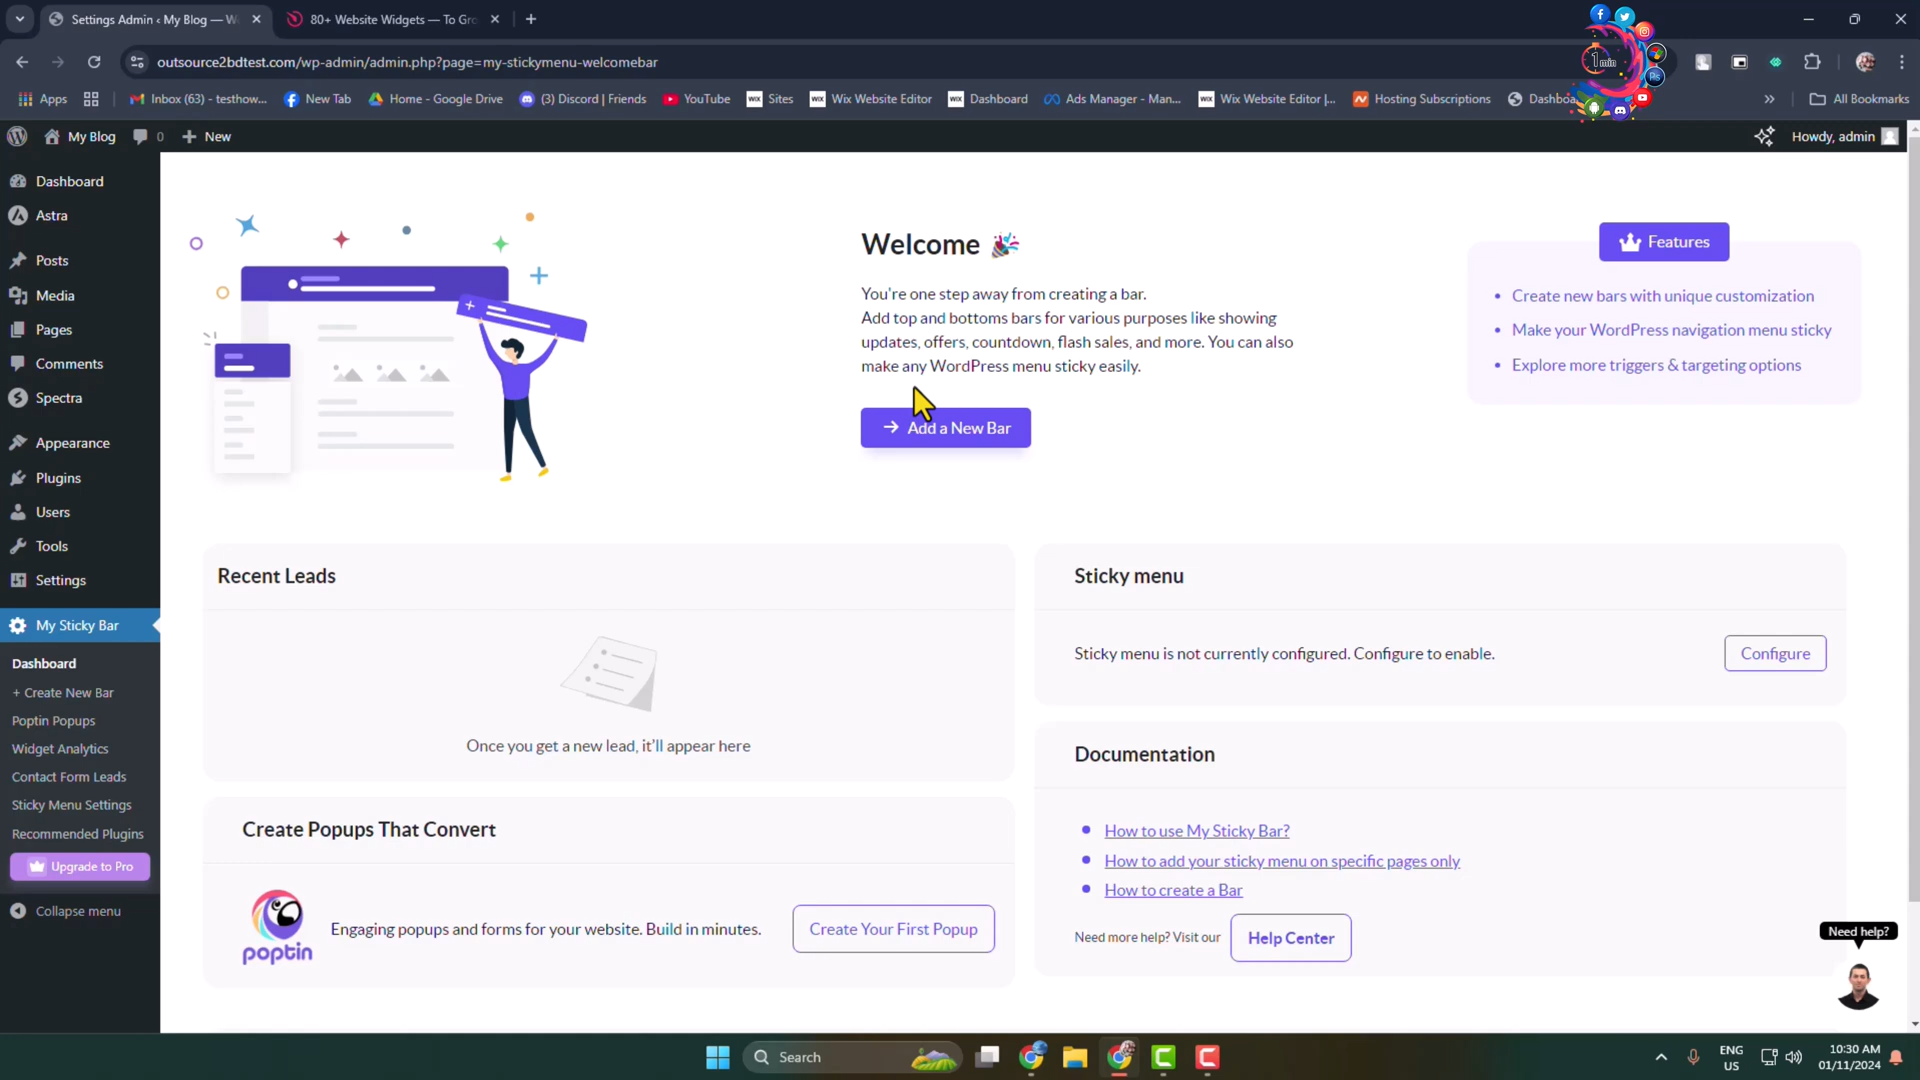 Settings Admin ‹ My Blog — W
80+ Website Widgets — To Gro
outsource2bdtest.com/wp-admin/admin.php?page=my-stickymenu-welcomebar
1min
Ps
Apps
Inbox (63) - testhow...
New Tab
Home - Google Drive
(3) Discord | Friends
YouTube
WIX Sites
WIX Wix Website Editor
WIX Dashboard
Ads Manager - Man...
WIX Wix Website Editor |...
Hosting Subscriptions
Dashboa
All Bookmarks
My Blog
0
New
Howdy, admin
Dashboard
Astra
Posts
Media
Pages
Comments
Spectra
Appearance
Plugins
Users
Tools
Settings
My Sticky Bar
Dashboard
+ Create New Bar
Poptin Popups
Widget Analytics
Contact Form Leads
Sticky Menu Settings
Recommended Plugins
Upgrade to Pro
Collapse menu
Welcome
You're one step away from creating a bar.
Add top and bottoms bars for various purposes like showing
updates, offers, countdown, flash sales, and more. You can also
make any WordPress menu sticky easily.
Add a New Bar
Features
Create new bars with unique customization
Make your WordPress navigation menu sticky
Explore more triggers & targeting options
Recent Leads
Once you get a new lead, it'll appear here
Create Popups That Convert
poptin
Engaging popups and forms for your website. Build in minutes.
Create Your First Popup
Sticky menu
Sticky menu is not currently configured. Configure to enable.
Configure
Documentation
How to use My Sticky Bar?
How to add your sticky menu on specific pages only
How to create a Bar
Need more help? Visit our
Help Center
Need help?
Search
ENG
US
10:30 AM
01/11/2024